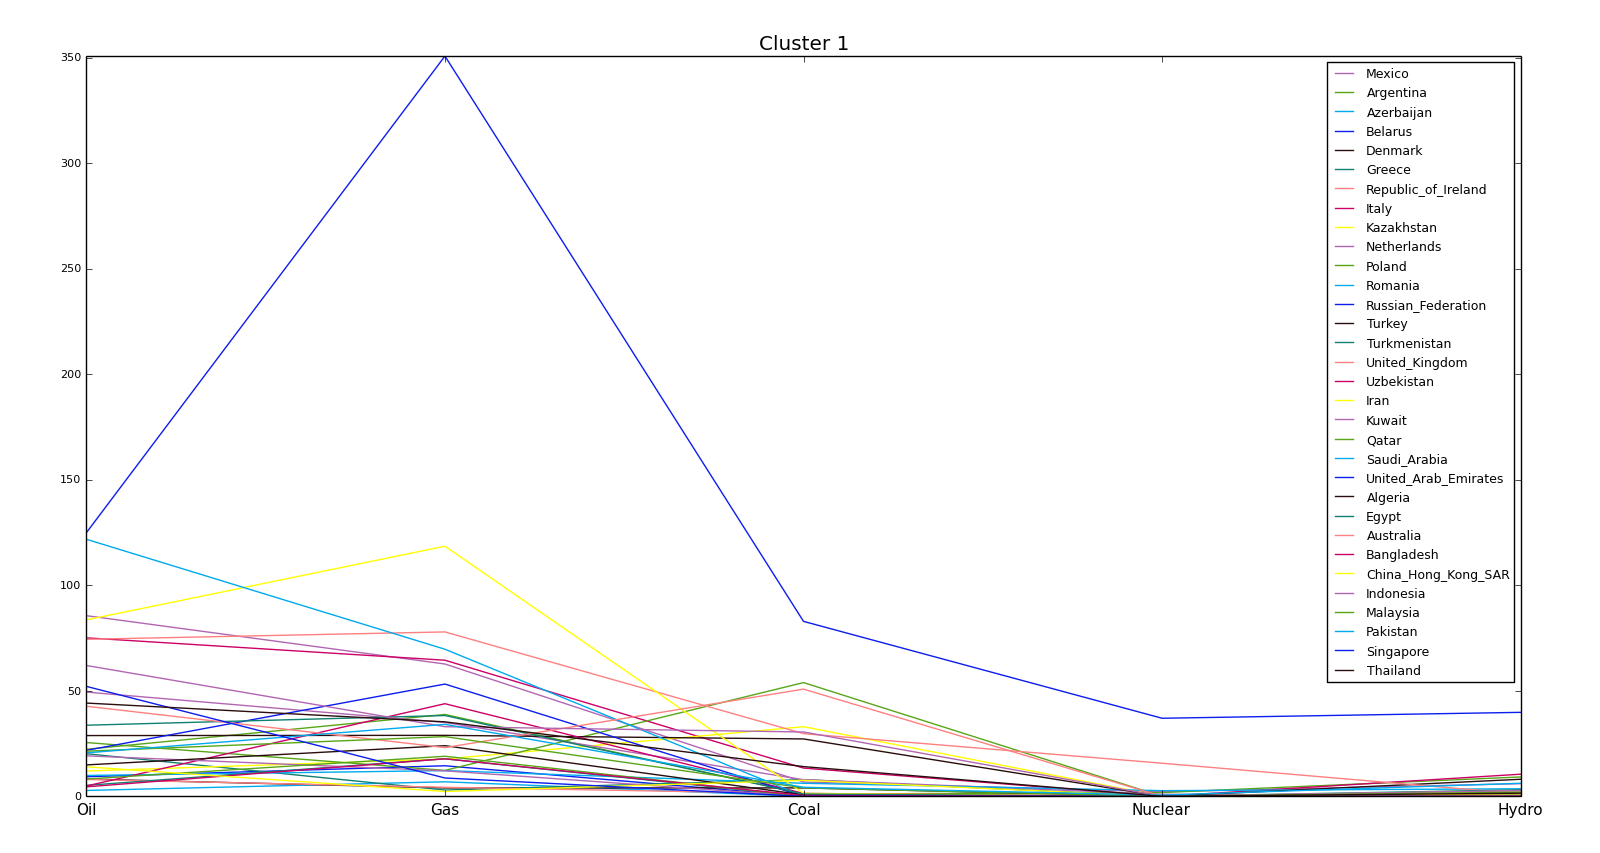 Cluster 1
350
300
250
200
150
100
50
0
Oil
Gas
Coal
Nuclear
Hydro
Mexico
Argentina
Azerbaijan
Belarus
Denmark
Greece
Republic_of_Ireland
Italy
Kazakhstan
Netherlands
Poland
Romania
Russian_Federation
Turkey
Turkmenistan
United_Kingdom
Uzbekistan
Iran
Kuwait
Qatar
Saudi_Arabia
United_Arab_Emirates
Algeria
Egypt
Australia
Bangladesh
China_Hong_Kong_SAR
Indonesia
Malaysia
Pakistan
Singapore
Thailand